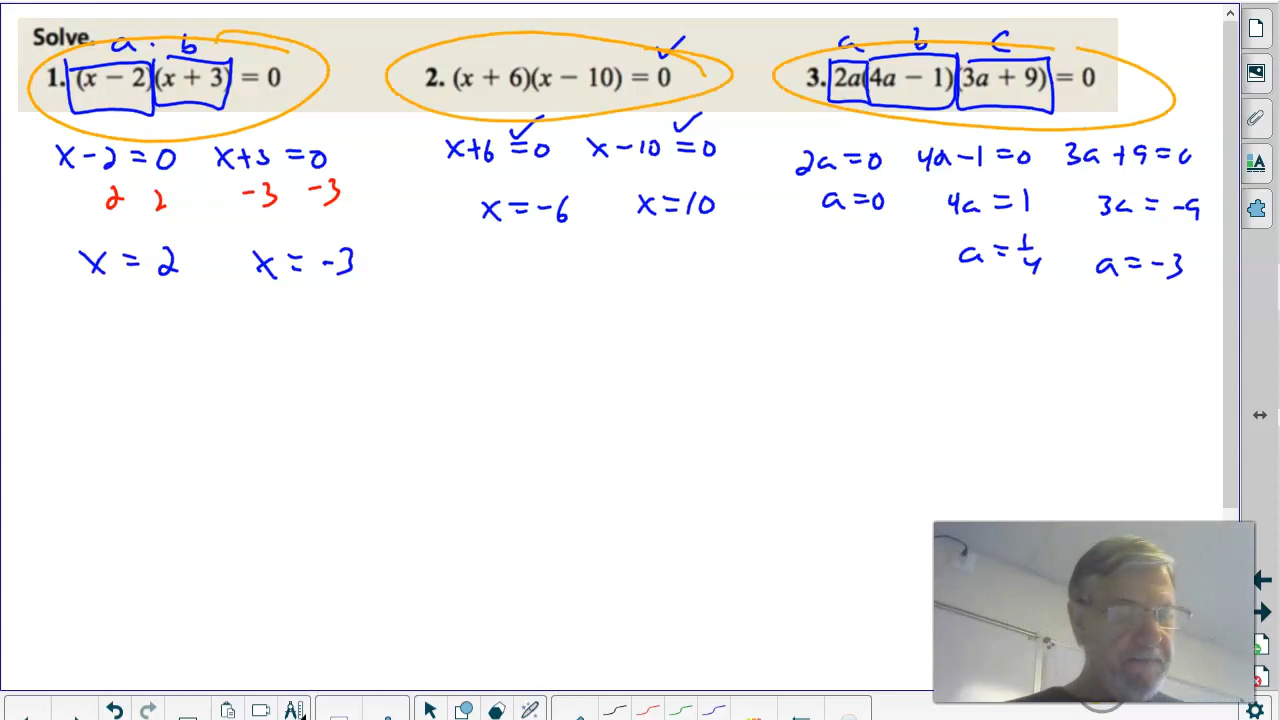 Solve.
a · b
1. (x − 2)(x + 3) = 0
x − 2 = 0 x + 3 = 0
2 2 -3 -3
x = 2 x = -3
2. (x + 6)(x − 10) = 0
x + 6 = 0 x − 10 = 0
x = -6 x = 10
a b c
3. 2a(4a − 1)(3a + 9) = 0
2a = 0 4a − 1 = 0 3a + 9 = 0
a = 0 4a = 1 3a = -9
a = 1/4 a = -3